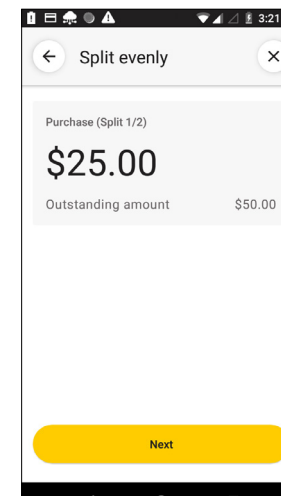 3:21
Split evenly
Purchase (Split 1/2)
$25.00
Outstanding amount $50.00
Next